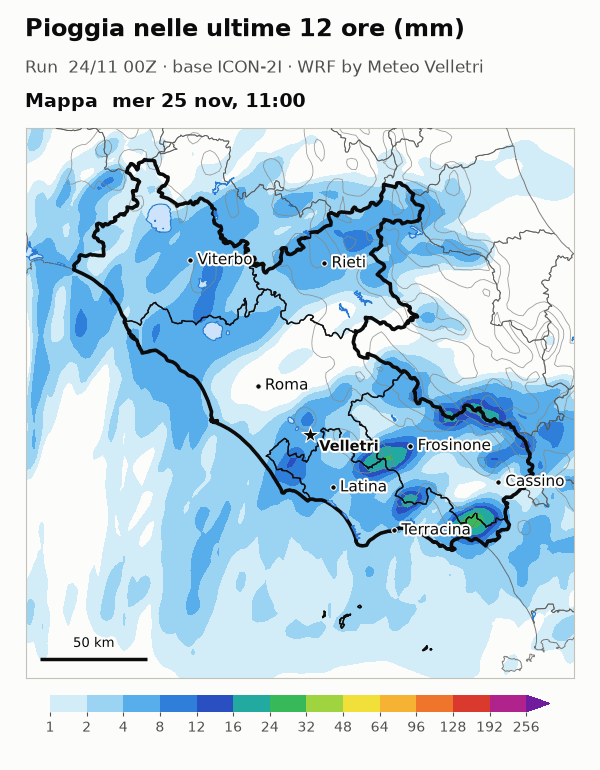 Pioggia nelle ultime 12 ore (mm)
Run  24/11 00Z · base ICON-2I · WRF by Meteo Velletri
Mappa  mer 25 nov, 11:00
Viterbo
Rieti
Roma
Velletri
Frosinone
Latina
Cassino
Terracina
50 km
1 2 4 8 12 16 24 32 48 64 96 128 192 256